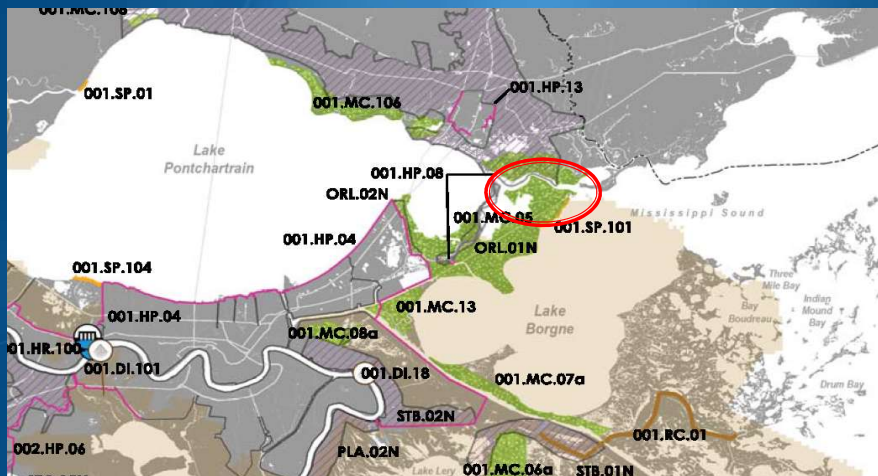 001.MC.108
001.SP.01
001.HP.13
001.MC.106
Lake
Pontchartrain
001.HP.08
ORL.02N
001.MC.05
001.SP.101
Mississippi Sound
001.HP.04
ORL.01N
001.SP.104
Three
Mile Bay
Lake
Borgne
Bay
Boudreau
Indian
Mound
Bay
001.HP.04
001.MC.13
001.MC.08a
001.HR.100
001.DI.101
001.DI.18
001.MC.07a
Drum Bay
STB.02N
002.HP.06
PLA.02N
001.RC.01
Lake Lery
001.MC.06a
STB.01N